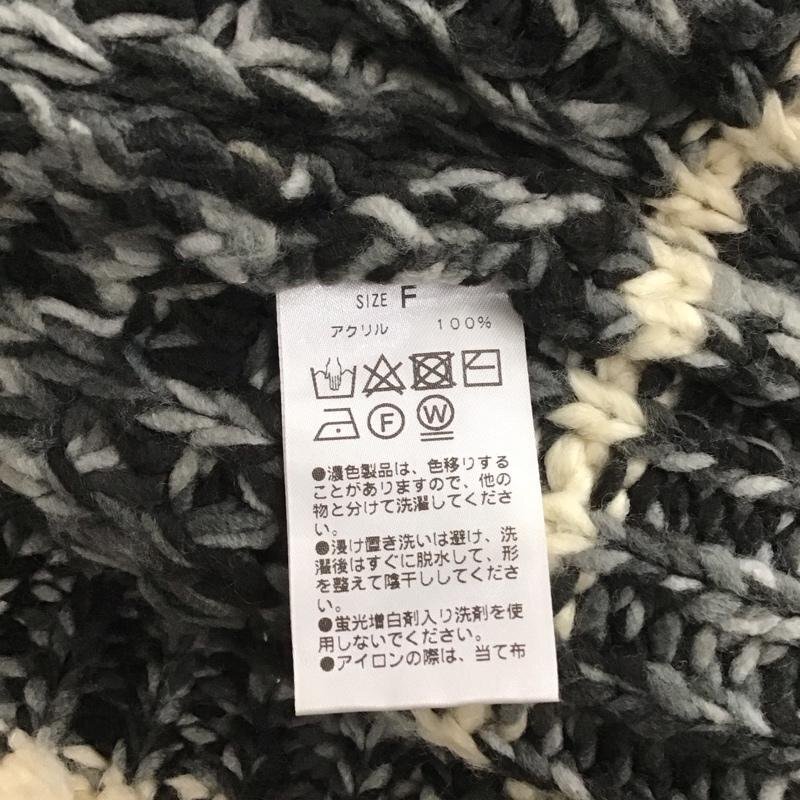 SIZE F
アクリル 100%
F W
●濃色製品は、色移りする
ことがありますので、他の
物と分けて洗濯してくださ
い。
●浸け置き洗いは避け、洗
濯後はすぐに脱水して、形
を整えて陰干ししてくださ
い。
●蛍光増白剤入り洗剤を使
用しないでください。
●アイロンの際は、当て布